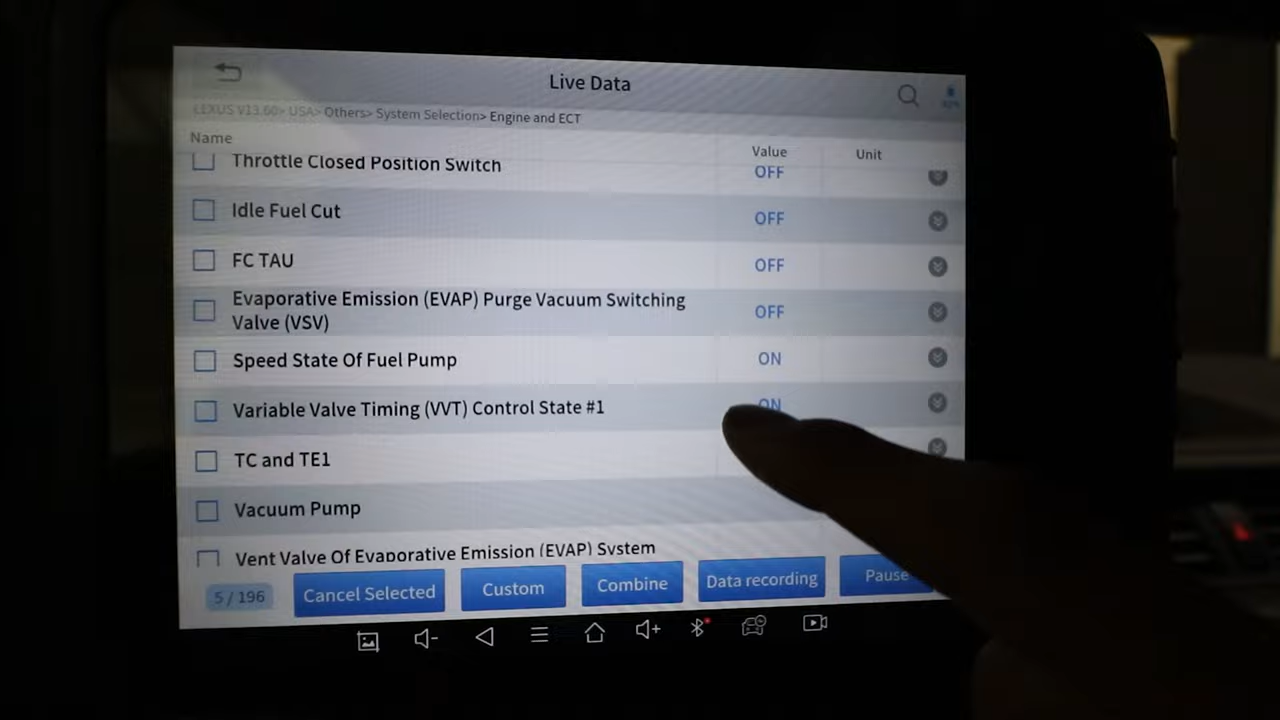 Live Data
LEXUS V13.60> USA> Others> System Selection> Engine and ECT
Name Value Unit
Throttle Closed Position Switch OFF
Idle Fuel Cut OFF
FC TAU OFF
Evaporative Emission (EVAP) Purge Vacuum Switching
Valve (VSV) OFF
Speed State Of Fuel Pump ON
Variable Valve Timing (VVT) Control State #1 ON
TC and TE1
Vacuum Pump
Vent Valve Of Evaporative Emission (EVAP) System
5 / 196 Cancel Selected Custom Combine Data recording Pause